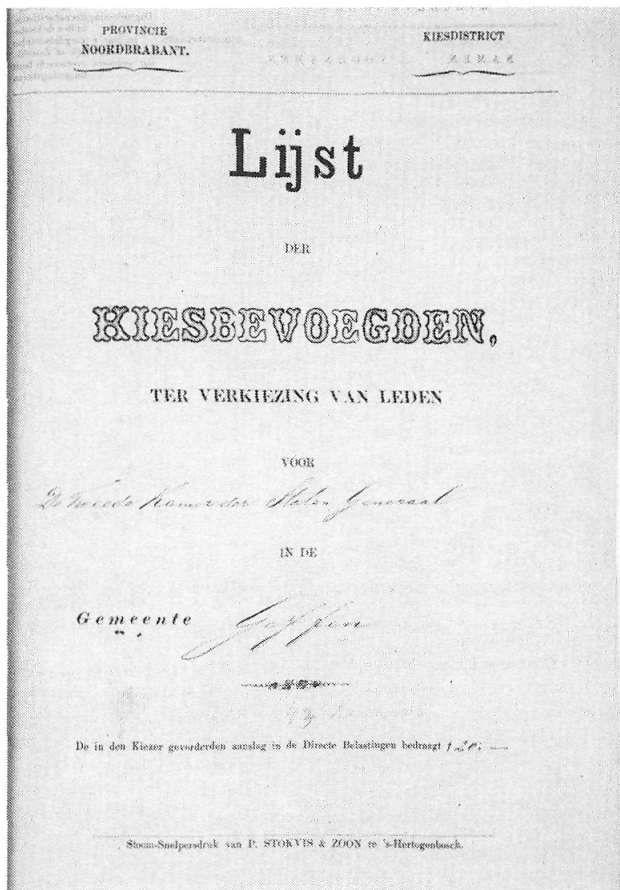 PROVINCIE
NOORDBRABANT.
KIESDISTRICT
Lijst
DER
KIESBEVOEGDEN,
TER VERKIEZING VAN LEDEN
VOOR
De Tweede Kamer der Staten Generaal
IN DE
Gemeente Geffen
De in den Kiezer gevorderden aanslag in de Directe Belastingen bedraagt ƒ 20. —
Stoom-Snelpersdruk van P. STOKVIS & ZOON te 's-Hertogenbosch.